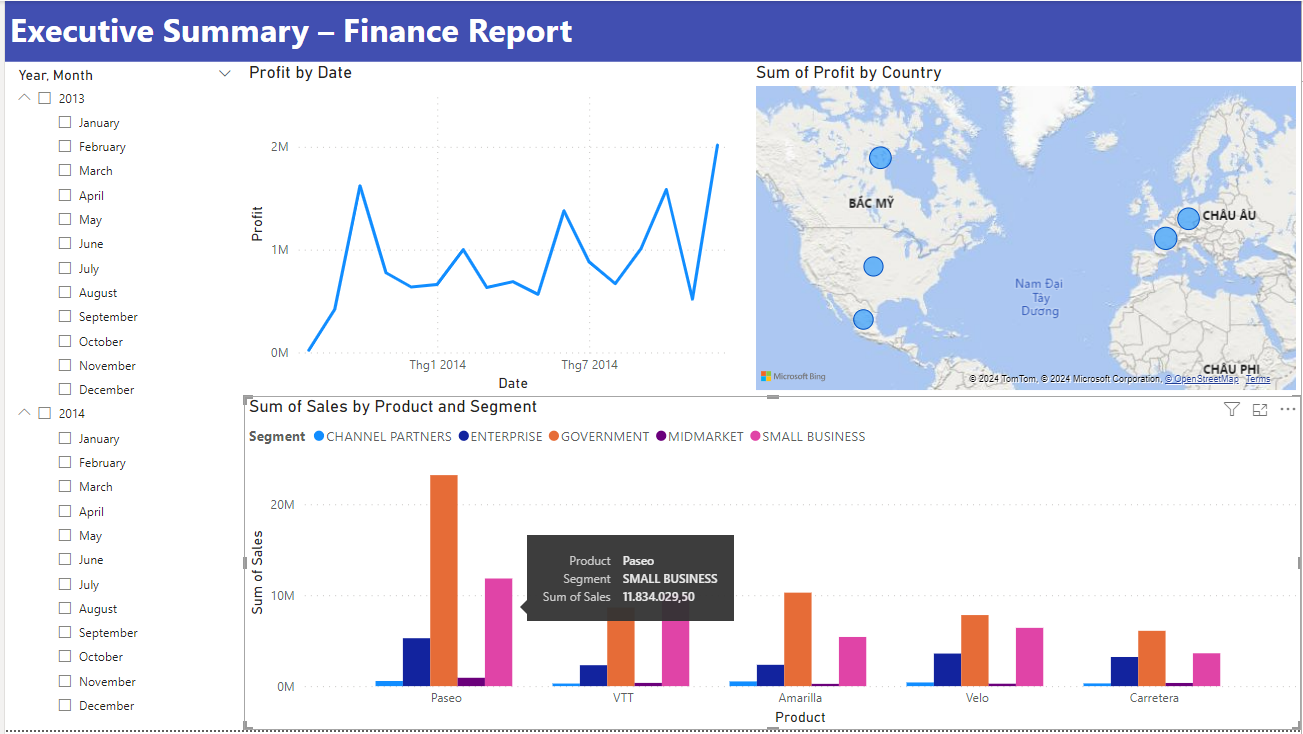 Executive Summary – Finance Report
Year, Month
2013
January
February
March
April
May
June
July
August
September
October
November
December
2014
January
February
March
April
May
June
July
August
September
October
November
December
Profit by Date
Profit
2M
1M
0M
Thg1 2014
Thg7 2014
Date
Sum of Profit by Country
BẮC MỸ
CHÂU ÂU
Nam Đại
Tây
Dương
CHÂU PHI
Microsoft Bing
© 2024 TomTom, © 2024 Microsoft Corporation, © OpenStreetMap Terms
Sum of Sales by Product and Segment
Segment CHANNEL PARTNERS ENTERPRISE GOVERNMENT MIDMARKET SMALL BUSINESS
Sum of Sales
20M
10M
0M
Product Paseo
Segment SMALL BUSINESS
Sum of Sales 11.834.029,50
Paseo
VTT
Amarilla
Velo
Carretera
Product